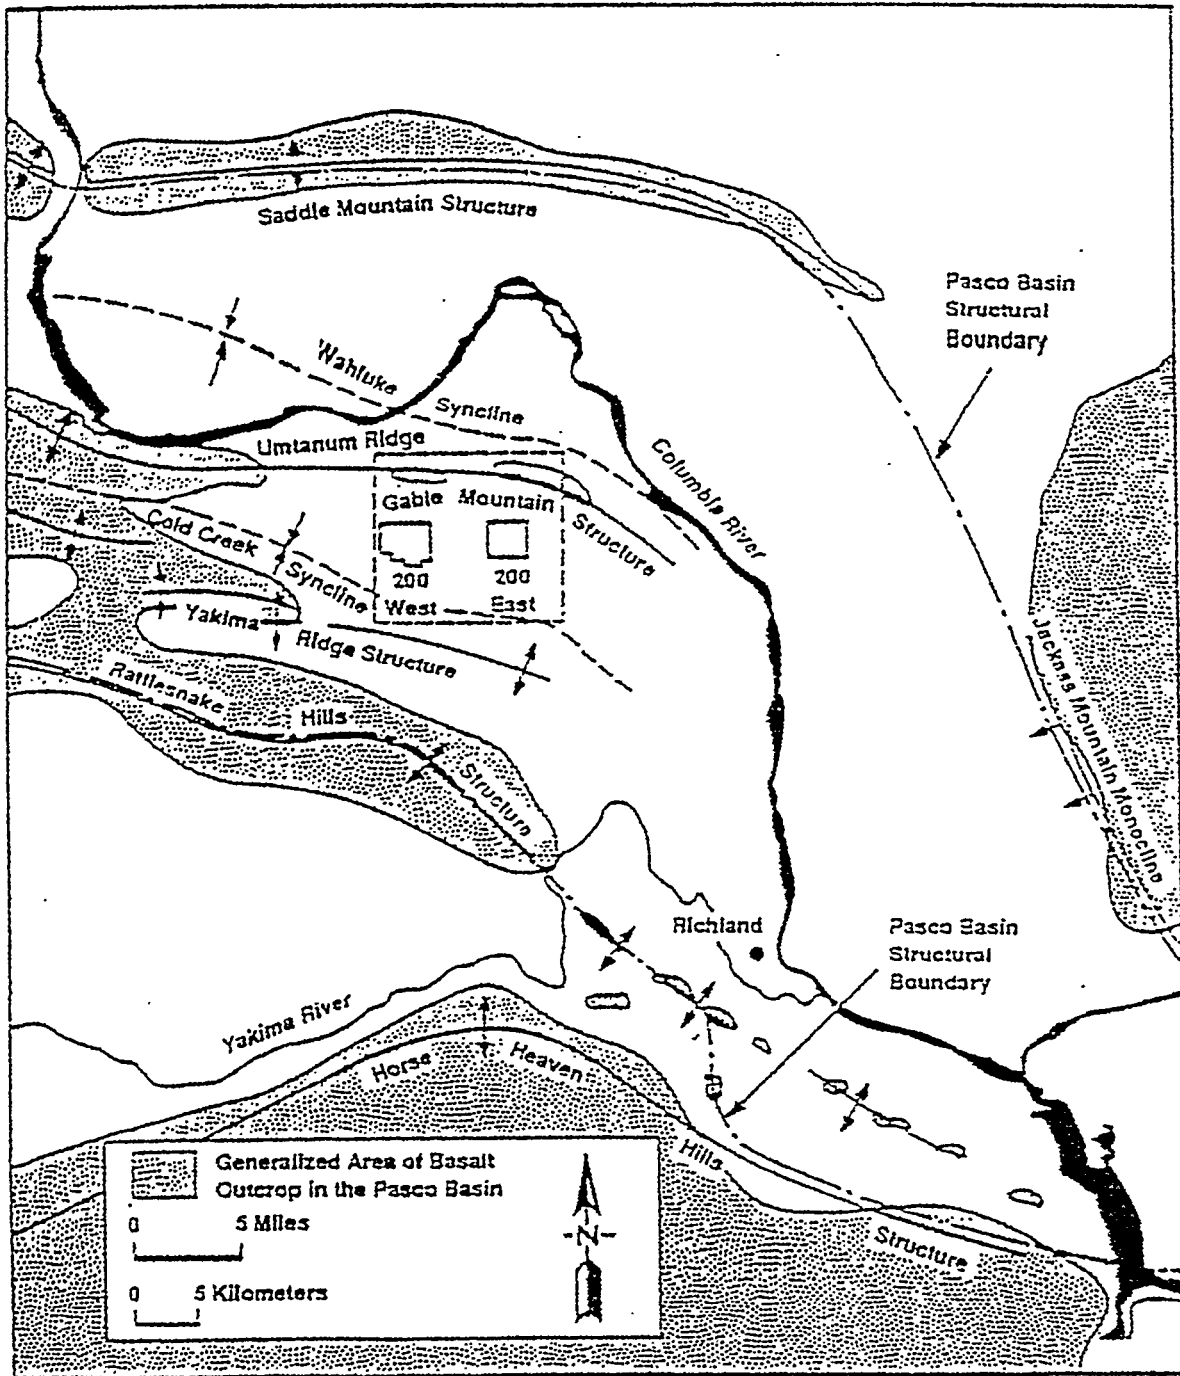 Saddle Mountain Structure
Pasco Basin
Structural
Boundary
Wahluke Syncline
Umtanum Ridge
Gable Mountain
Structure
Columbia River
Cold Creek
Syncline
200
West
200
East
Yakima Ridge Structure
Rattlesnake Hills Structure
Jackass Mountain Monocline
Richland
Pasco Basin
Structural
Boundary
Yakima River
Horse Heaven Hills Structure
Generalized Area of Basalt
Outcrop in the Pasco Basin
0 5 Miles
0 5 Kilometers
N